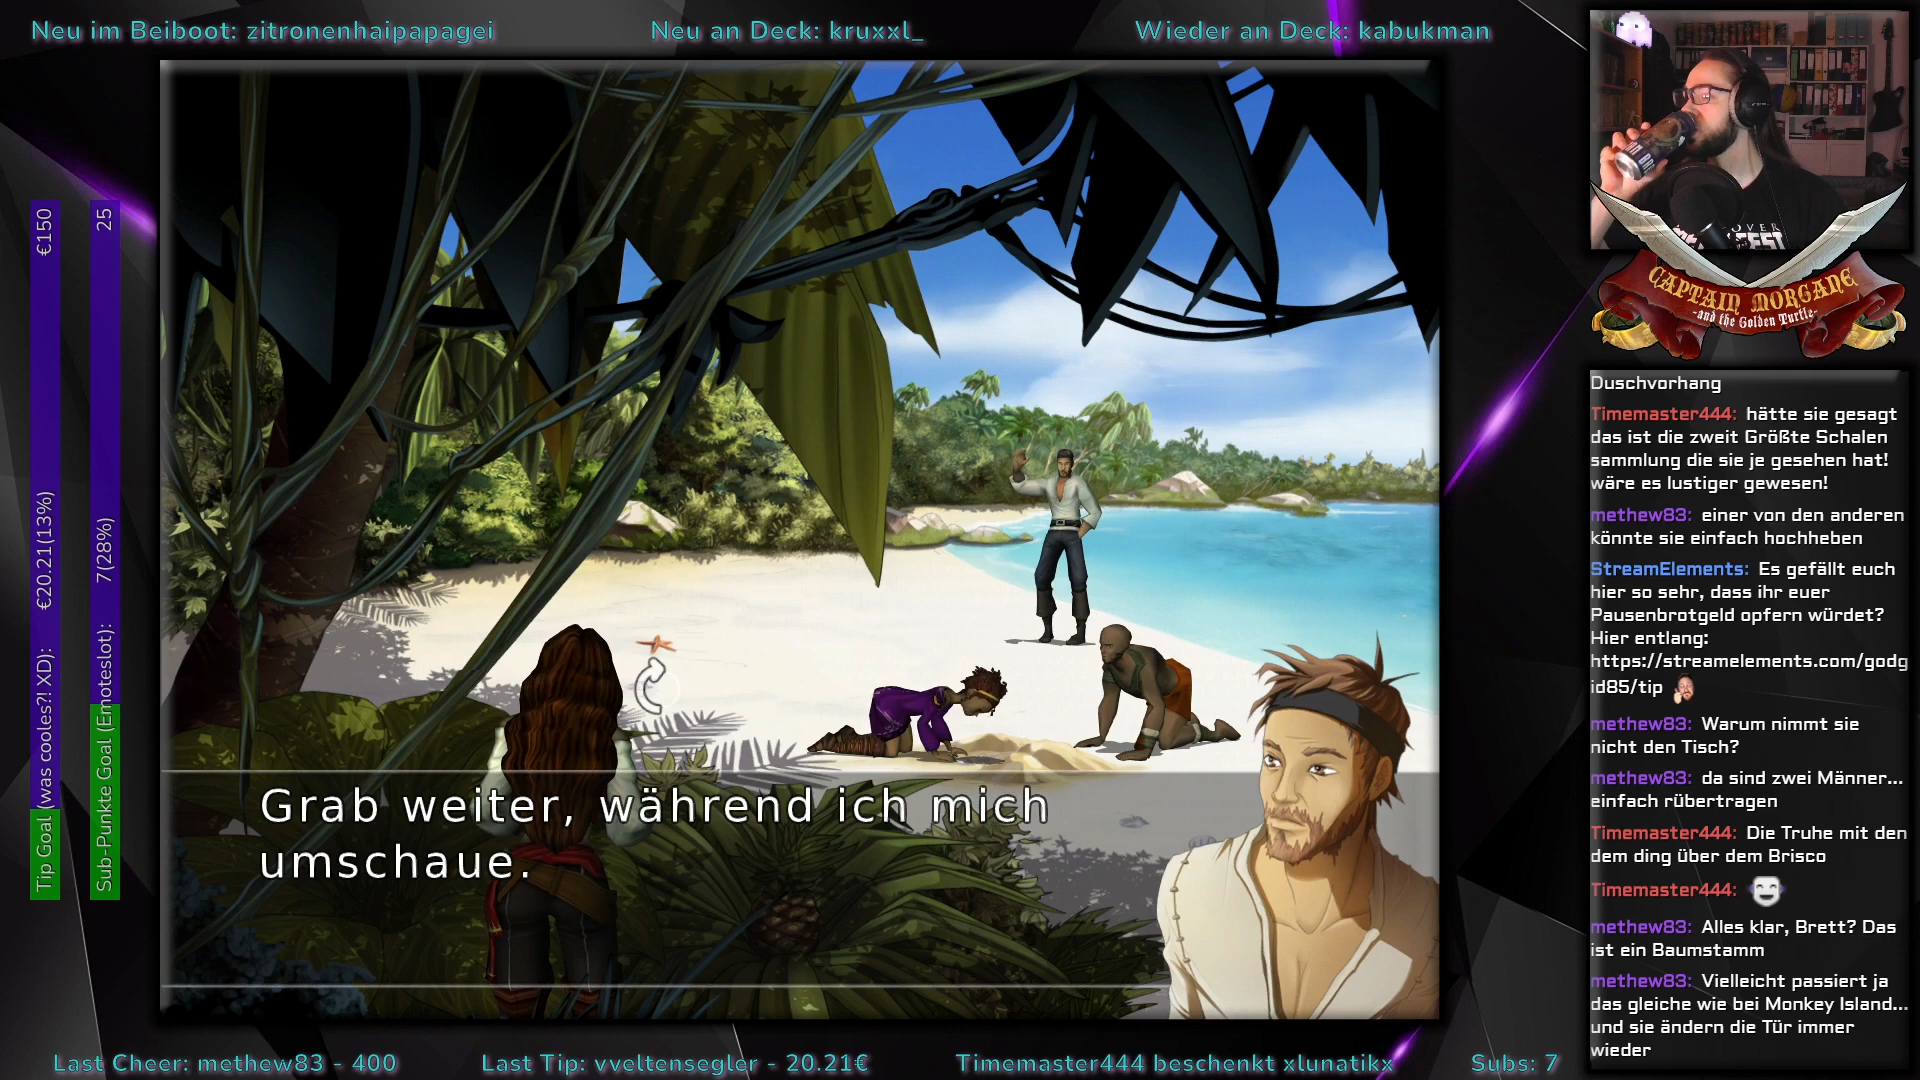 Neu im Beiboot: zitronenhaipapagei
Neu an Deck: kruxxl_
Wieder an Deck: kabukman
Tip Goal (was cooles?! XD): €20.21(13%) €150
Sub-Punkte Goal (Emoteslot): 7(28%) 25
Grab weiter, während ich mich
umschaue.
CAPTAIN MORGANE
-and the Golden Turtle-
Duschvorhang
Timemaster444: hätte sie gesagt
das ist die zweit Größte Schalen
sammlung die sie je gesehen hat!
wäre es lustiger gewesen!
methew83: einer von den anderen
könnte sie einfach hochheben
StreamElements: Es gefällt euch
hier so sehr, dass ihr euer
Pausenbrotgeld opfern würdet?
Hier entlang:
https://streamelements.com/godg
id85/tip
methew83: Warum nimmt sie
nicht den Tisch?
methew83: da sind zwei Männer...
einfach rübertragen
Timemaster444: Die Truhe mit den
dem ding über dem Brisco
Timemaster444:
methew83: Alles klar, Brett? Das
ist ein Baumstamm
methew83: Vielleicht passiert ja
das gleiche wie bei Monkey Island...
und sie ändern die Tür immer
wieder
Last Cheer: methew83 - 400
Last Tip: vveltensegler - 20.21€
Timemaster444 beschenkt xlunatikx
Subs: 7